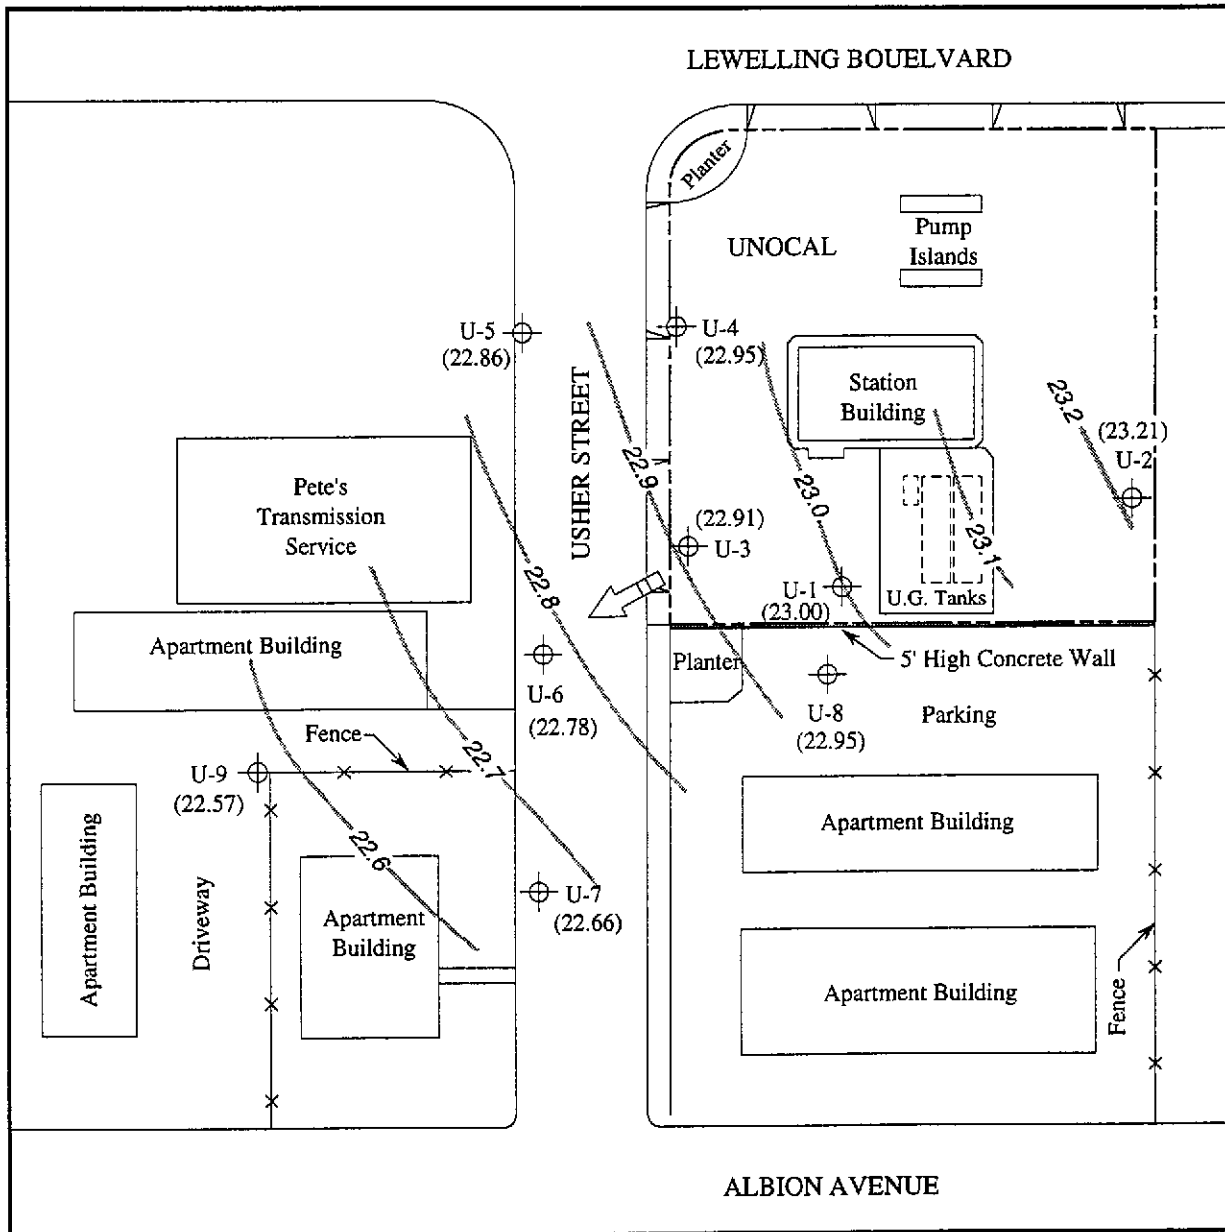 LEWELLING BOUELVARD
Planter
UNOCAL
Pump
Islands
U-5
(22.86)
U-4
(22.95)
Station
Building
23.2
(23.21)
U-2
USHER STREET
22.9
23.0
Pete's
Transmission
Service
(22.91)
U-3
23.1
22.8
U-1
(23.00)
U.G. Tanks
Apartment Building
Planter
5' High Concrete Wall
U-6
(22.78)
U-8
(22.95)
Parking
Fence
22.7
U-9
(22.57)
Apartment Building
22.6
Apartment Building
Driveway
U-7
(22.66)
Apartment
Building
Apartment Building
Fence
ALBION AVENUE